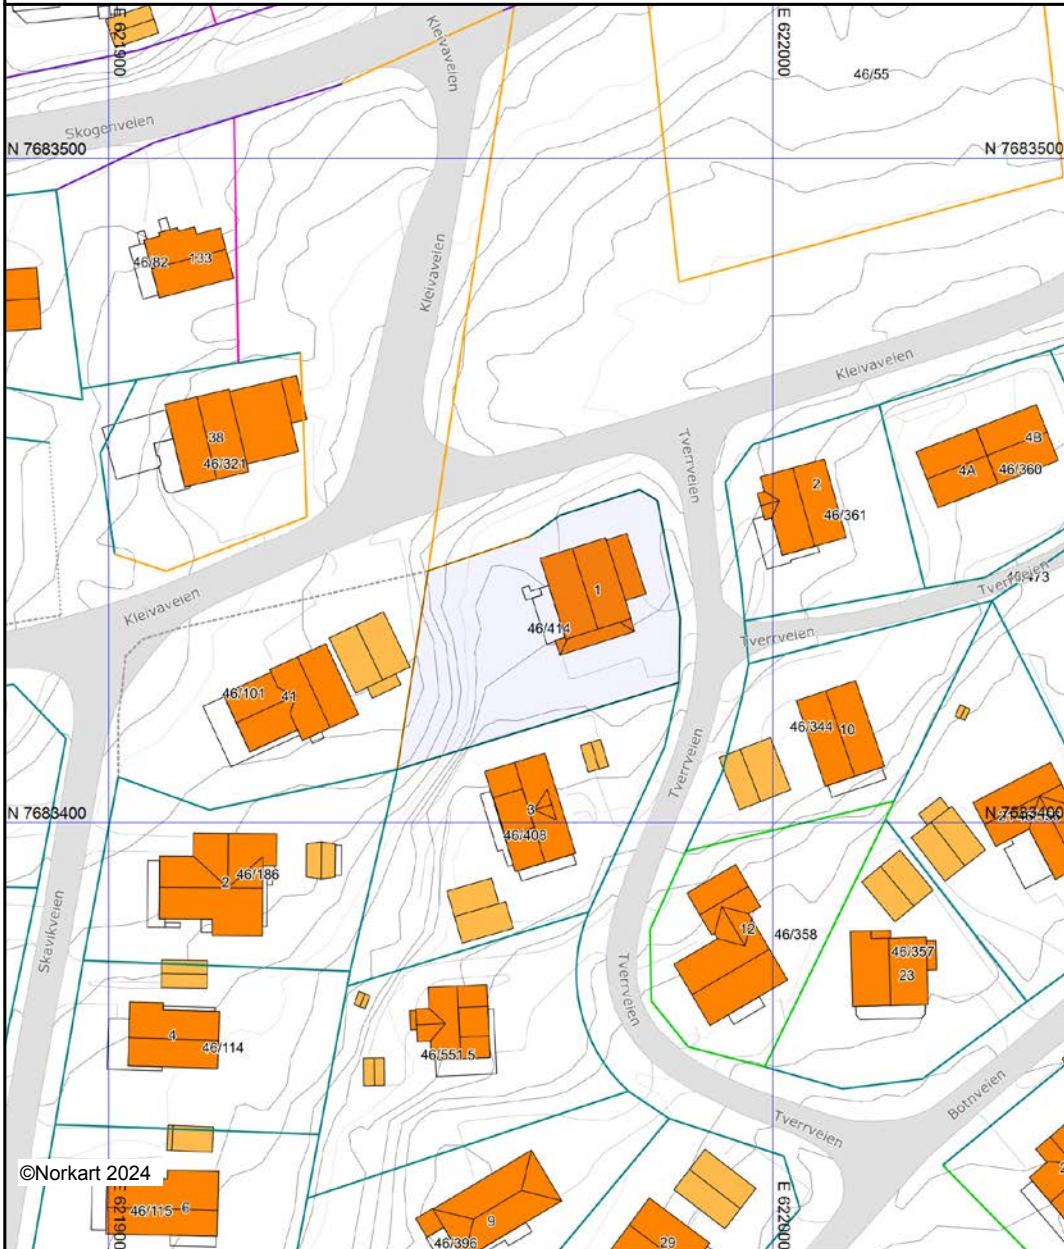 E 621900
E 622000
Kleivaveien
46/55
Skogenveien
N 7683500
N 7683500
46/82
133
Kleivaveien
Kleivaveien
38
46/321
Tverrveien
4B
4A
46/360
2
46/361
Tverrveien
Kleivaveien
1
46/414
Tverrveien
46/101
41
46/344
10
Tverrveien
N 7683400
N 7683400
3
46/408
2
46/186
12
46/358
46/357
23
Skavikveien
Tverrveien
4
46/114
46/551.5
Botnveien
Tverrveien
©Norkart 2024
46/115
6
E 621900
9
46/396
29
E 622000